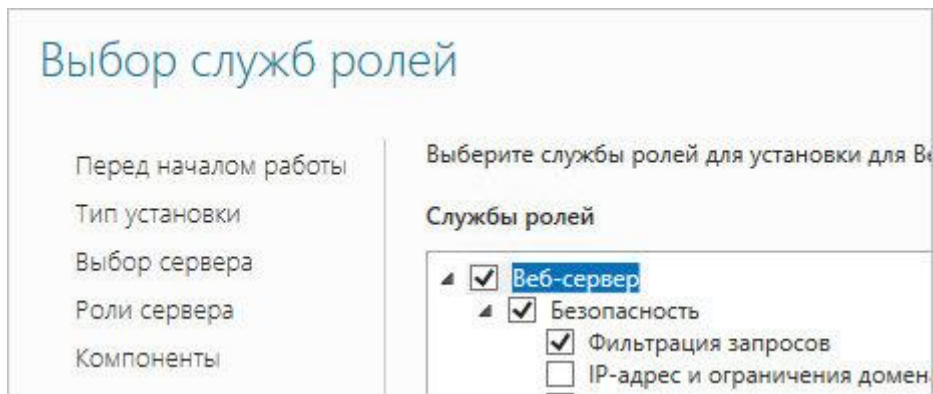 Выбор служб ролей
Перед началом работы
Тип установки
Выбор сервера
Роли сервера
Компоненты
Выберите службы ролей для установки для
Службы ролей
Веб-сервер
Безопасность
Фильтрация запросов
IP-адрес и ограничения